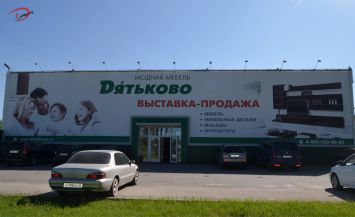 МОДНАЯ МЕБЕЛЬ
Дятьково
ВЫСТАВКА-ПРОДАЖА
• МЕБЕЛЬ
• МЕБЕЛЬНЫЕ ДЕТАЛИ
• ФАСАДЫ
• ФУРНИТУРА